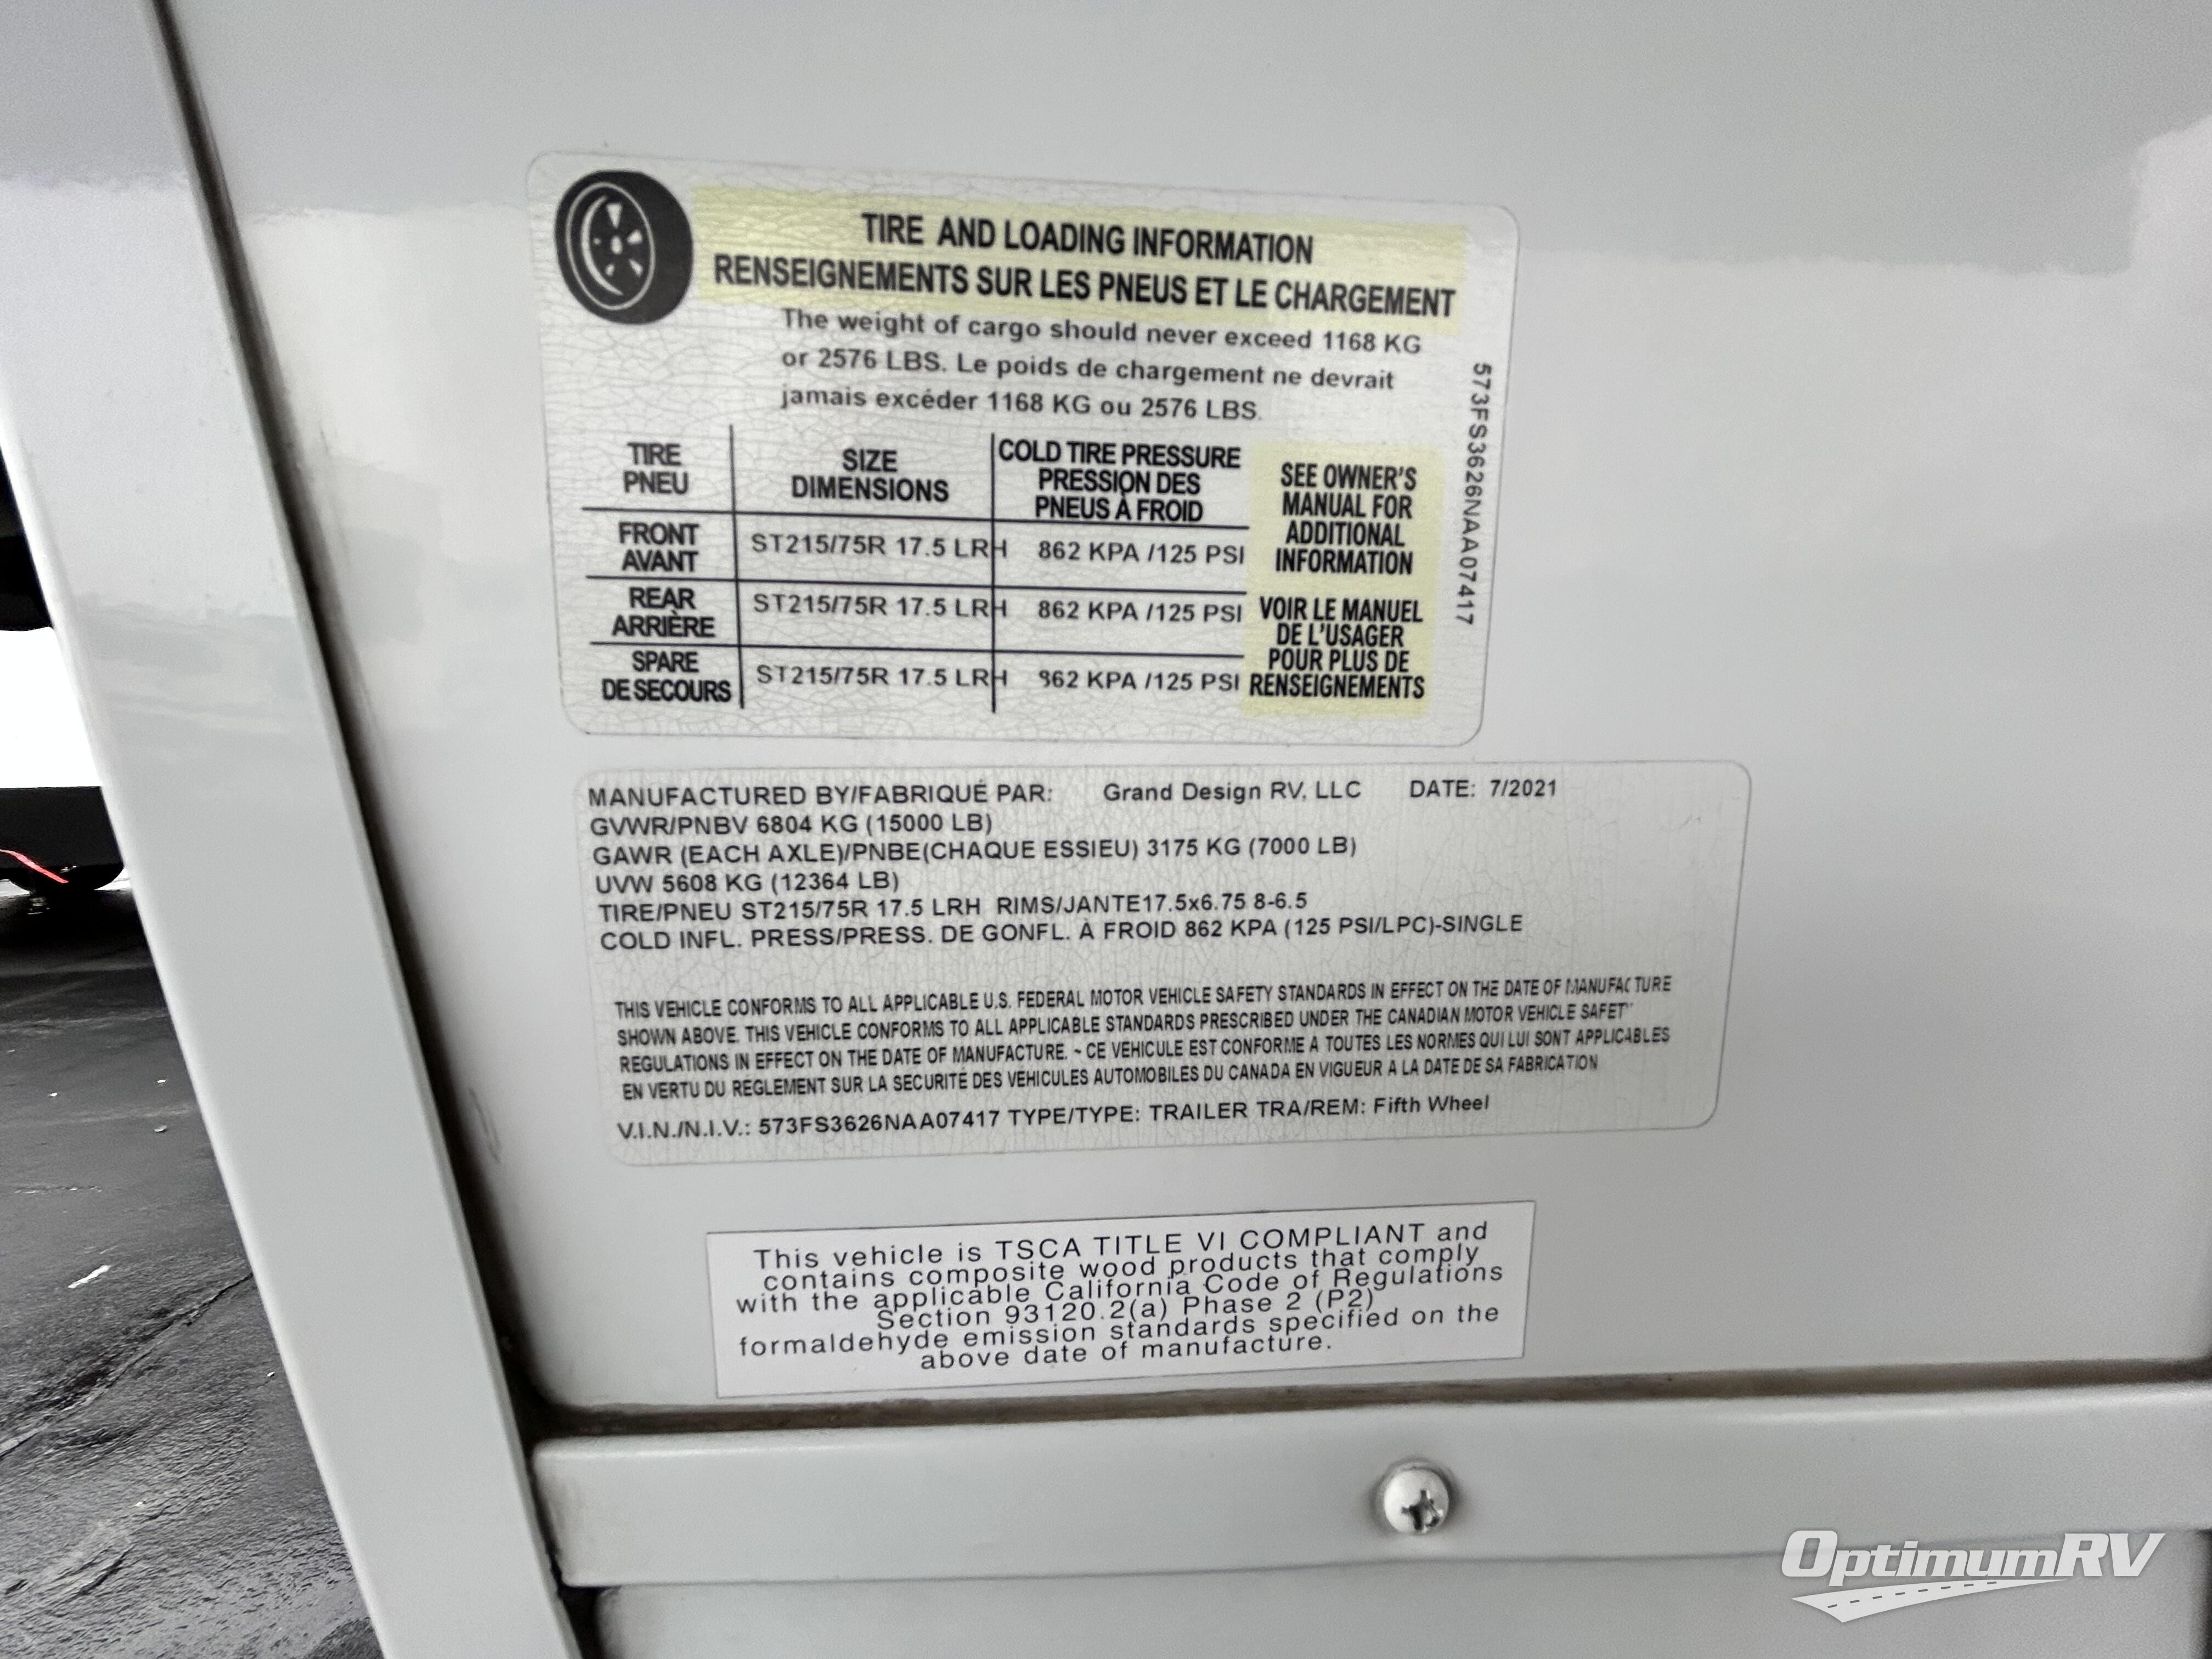 TIRE AND LOADING INFORMATION
RENSEIGNEMENTS SUR LES PNEUS ET LE CHARGEMENT
The weight of cargo should never exceed 1168 KG
or 2576 LBS. Le poids de chargement ne devrait
jamais excéder 1168 KG ou 2576 LBS.
TIRE
PNEU
SIZE
DIMENSIONS
COLD TIRE PRESSURE
PRESSION DES
PNEUS À FROID
FRONT
AVANT
ST215/75R 17.5 LRH
862 KPA /125 PSI
REAR
ARRIÈRE
ST215/75R 17.5 LRH
862 KPA /125 PSI
SPARE
DE SECOURS
ST215/75R 17.5 LRH
862 KPA /125 PSI
SEE OWNER'S
MANUAL FOR
ADDITIONAL
INFORMATION
VOIR LE MANUEL
DE L'USAGER
POUR PLUS DE
RENSEIGNEMENTS
573FS3626NAA07417
MANUFACTURED BY/FABRIQUÉ PAR: Grand Design RV, LLC DATE: 7/2021
GVWR/PNBV 6804 KG (15000 LB)
GAWR (EACH AXLE)/PNBE(CHAQUE ESSIEU) 3175 KG (7000 LB)
UVW 5608 KG (12364 LB)
TIRE/PNEU ST215/75R 17.5 LRH RIMS/JANTE17.5x6.75 8-6.5
COLD INFL. PRESS/PRESS. DE GONFL. À FROID 862 KPA (125 PSI/LPC)-SINGLE
THIS VEHICLE CONFORMS TO ALL APPLICABLE U.S. FEDERAL MOTOR VEHICLE SAFETY STANDARDS IN EFFECT ON THE DATE OF MANUFACTURE
SHOWN ABOVE. THIS VEHICLE CONFORMS TO ALL APPLICABLE STANDARDS PRESCRIBED UNDER THE CANADIAN MOTOR VEHICLE SAFETY
REGULATIONS IN EFFECT ON THE DATE OF MANUFACTURE. ~ CE VEHICULE EST CONFORME A TOUTES LES NORMES QUI LUI SONT APPLICABLES
EN VERTU DU REGLEMENT SUR LA SECURITÉ DES VÉHICULES AUTOMOBILES DU CANADA EN VIGUEUR A LA DATE DE SA FABRICATION
V.I.N./N.I.V.: 573FS3626NAA07417 TYPE/TYPE: TRAILER TRA/REM: Fifth Wheel
This vehicle is TSCA TITLE VI COMPLIANT and
contains composite wood products that comply
with the applicable California Code of Regulations
Section 93120.2(a) Phase 2 (P2)
formaldehyde emission standards specified on the
above date of manufacture.
OptimumRV